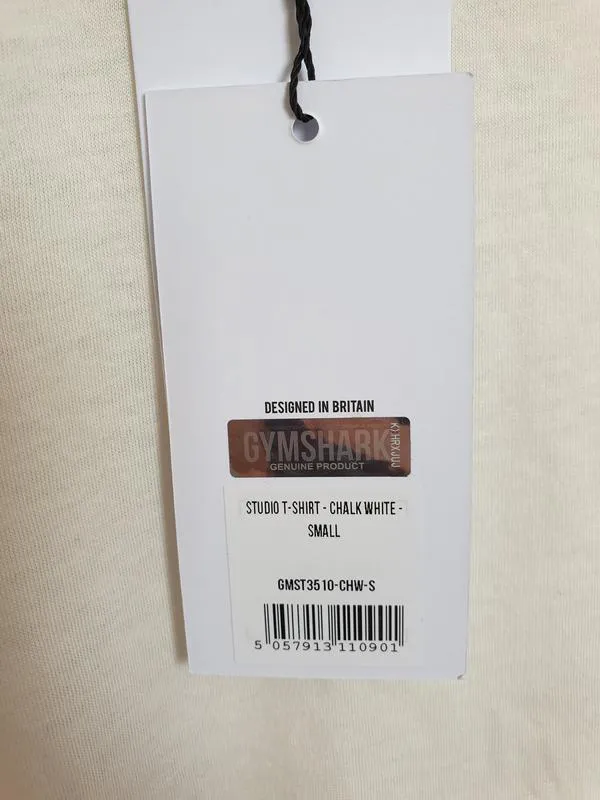 DESIGNED IN BRITAIN
GYMSHARK
GENUINE PRODUCT
STUDIO T-SHIRT - CHALK WHITE -
SMALL
GMST3510-CHW-S
5 057913 110901